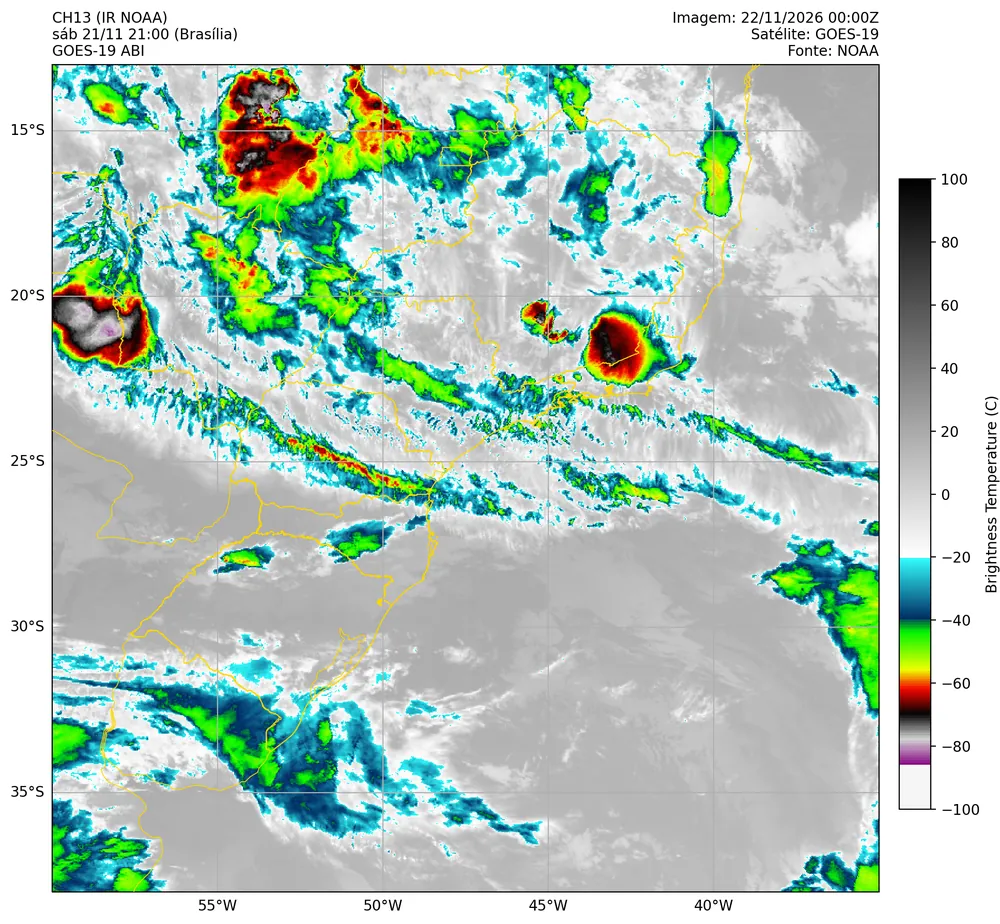 CH13 (IR NOAA)
sáb 21/11 21:00 (Brasília)
GOES-19 ABI
Imagem: 22/11/2026 00:00Z
Satélite: GOES-19
Fonte: NOAA
15°S
20°S
25°S
30°S
35°S
55°W
50°W
45°W
40°W
100
80
60
40
20
0
−20
−40
−60
−80
−100
Brightness Temperature (C)